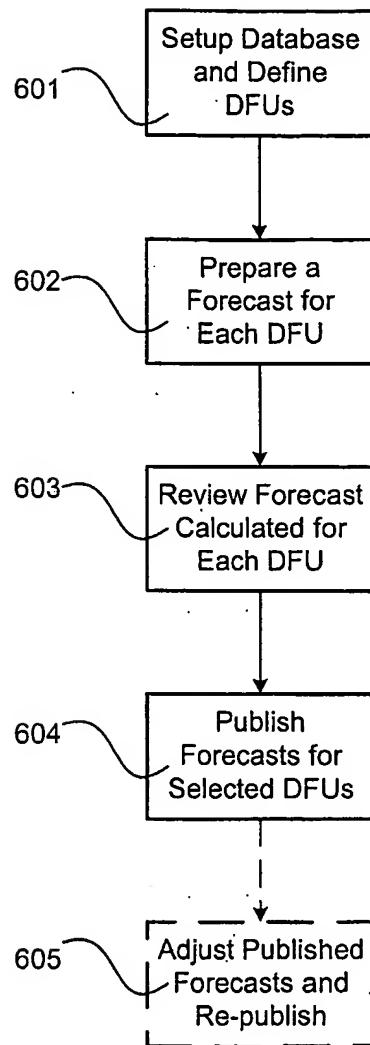 Setup Database
and Define
DFUs
601
Prepare a
Forecast for
Each DFU
602
Review Forecast
Calculated for
Each DFU
603
Publish
Forecasts for
Selected DFUs
604
Adjust Published
Forecasts and
Re-publish
605